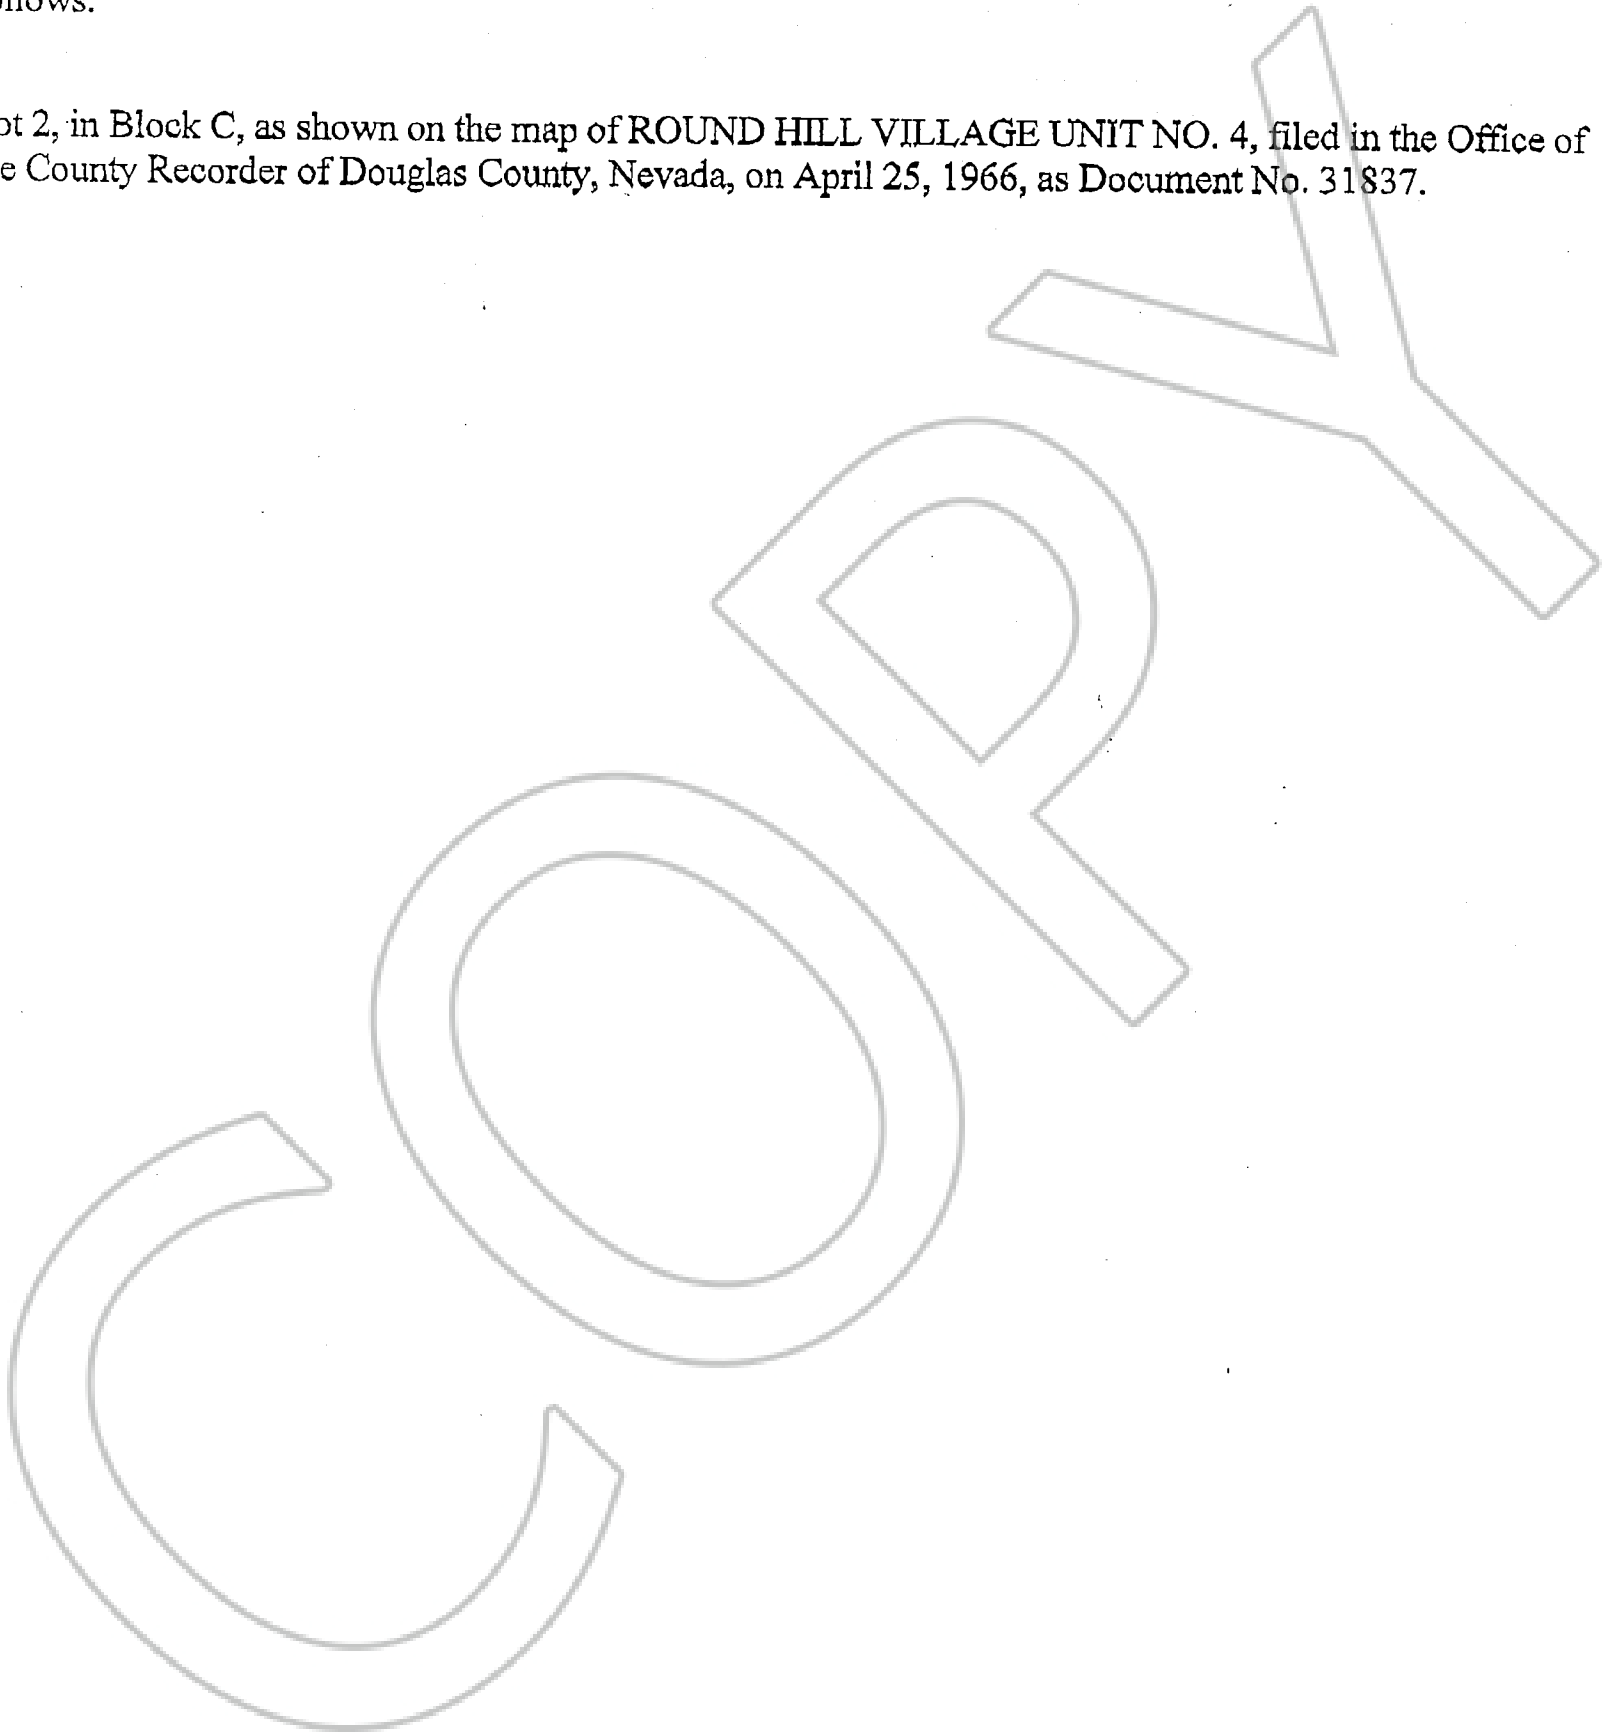 ollows:
ot 2, in Block C, as shown on the map of ROUND HILL VILLAGE UNIT NO. 4, filed in the Office of
e County Recorder of Douglas County, Nevada, on April 25, 1966, as Document No. 31837.
COPY